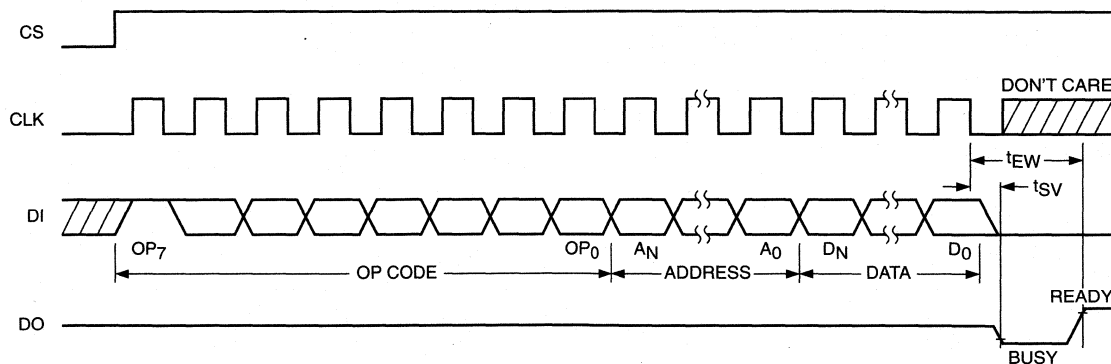 CS
DON'T CARE
CLK
tEW
tSV
DI
OP7 OP0 AN A0 DN D0
OP CODE ADDRESS DATA
READY
DO
BUSY